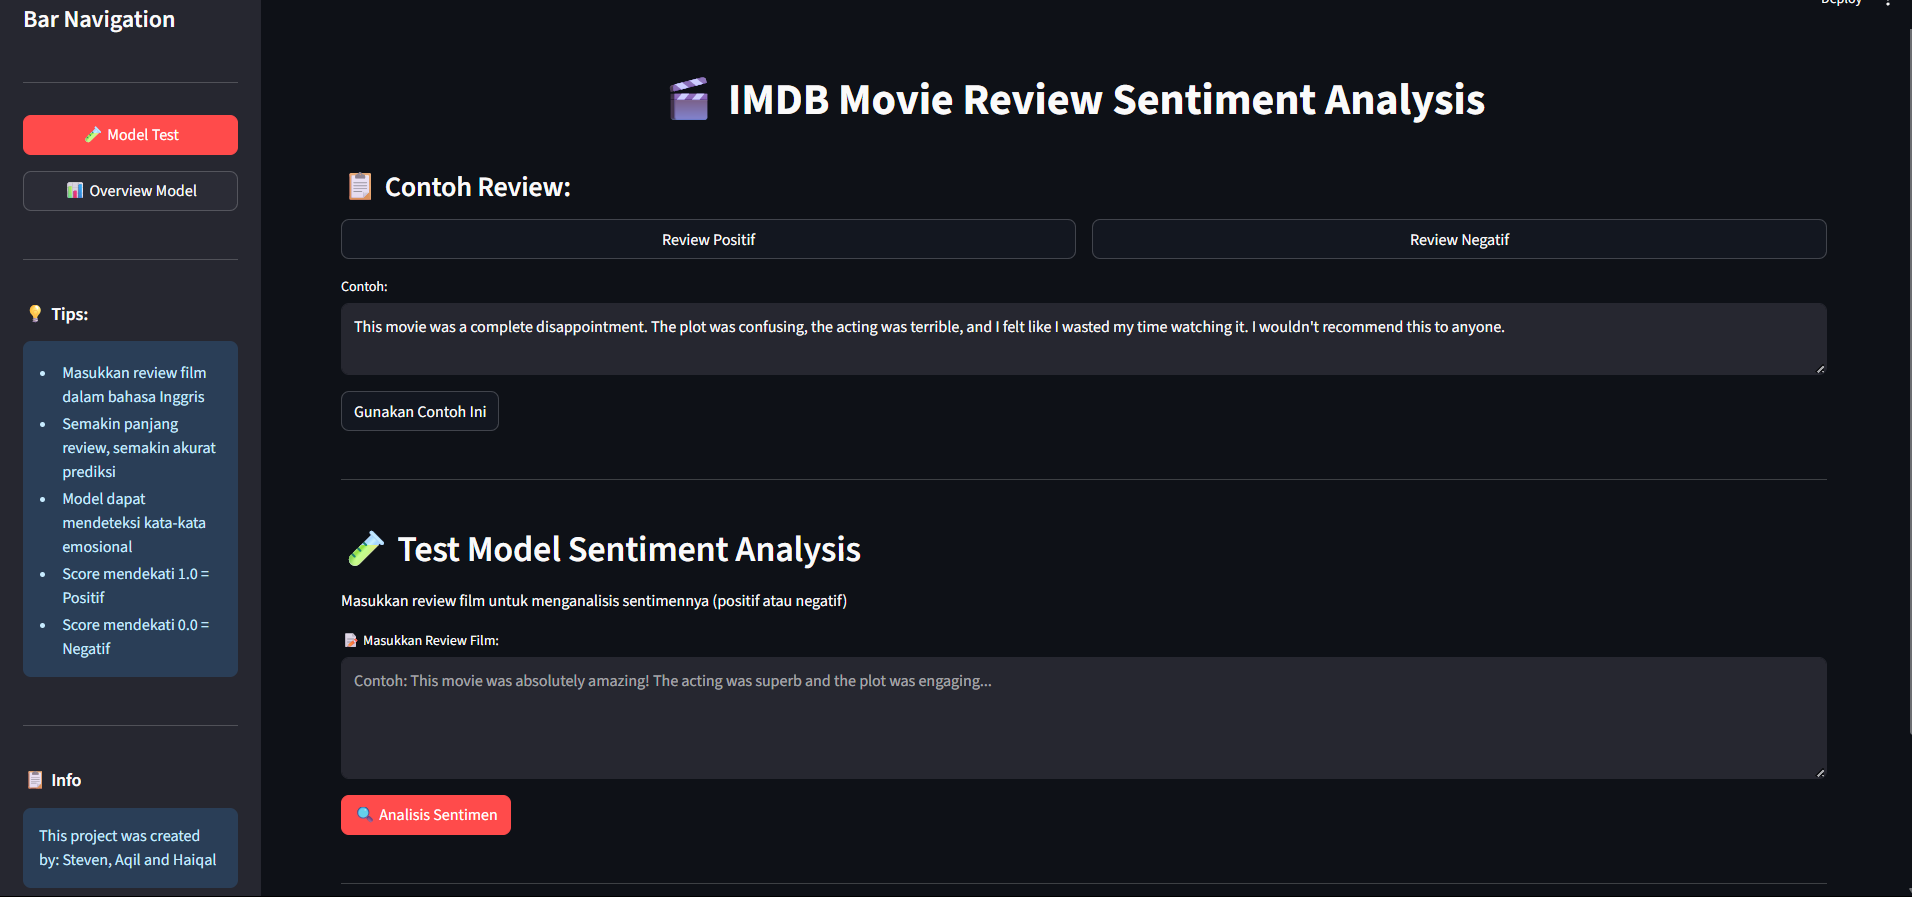 Bar Navigation
Model Test
Overview Model
Tips:
Masukkan review film
dalam bahasa Inggris
Semakin panjang
review, semakin akurat
prediksi
Model dapat
mendeteksi kata-kata
emosional
Score mendekati 1.0 =
Positif
Score mendekati 0.0 =
Negatif
Info
This project was created
by: Steven, Aqil and Haiqal
Deploy
IMDB Movie Review Sentiment Analysis
Contoh Review:
Review Positif
Review Negatif
Contoh:
This movie was a complete disappointment. The plot was confusing, the acting was terrible, and I felt like I wasted my time watching it. I wouldn't recommend this to anyone.
Gunakan Contoh Ini
Test Model Sentiment Analysis
Masukkan review film untuk menganalisis sentimennya (positif atau negatif)
Masukkan Review Film:
Contoh: This movie was absolutely amazing! The acting was superb and the plot was engaging...
Analisis Sentimen